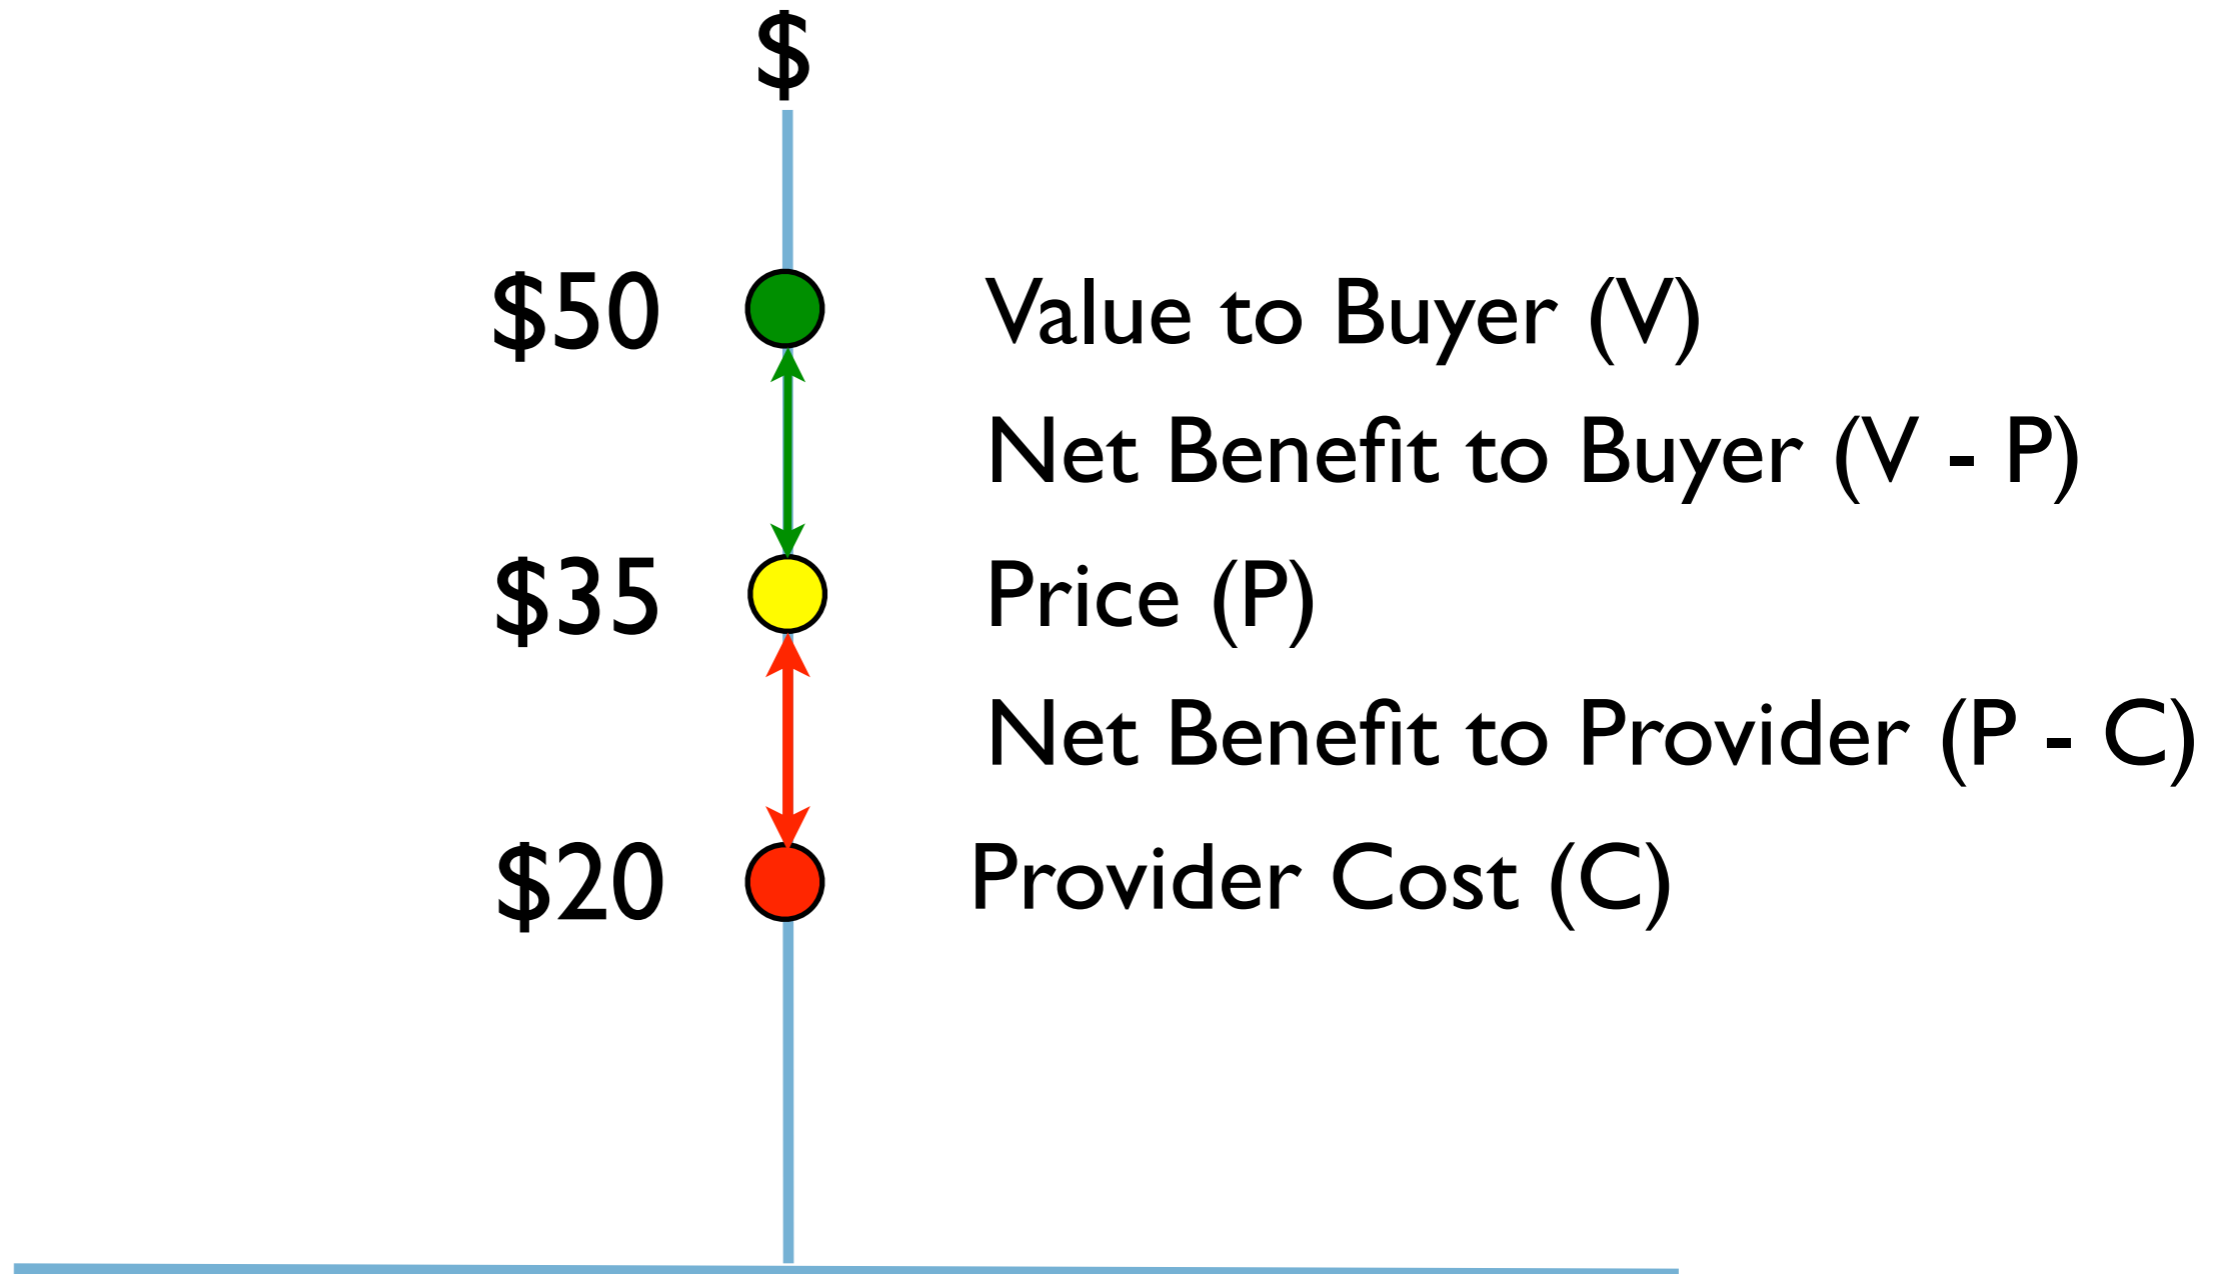 $
$50 Value to Buyer (V)
Net Benefit to Buyer (V - P)
$35 Price (P)
Net Benefit to Provider (P - C)
$20 Provider Cost (C)